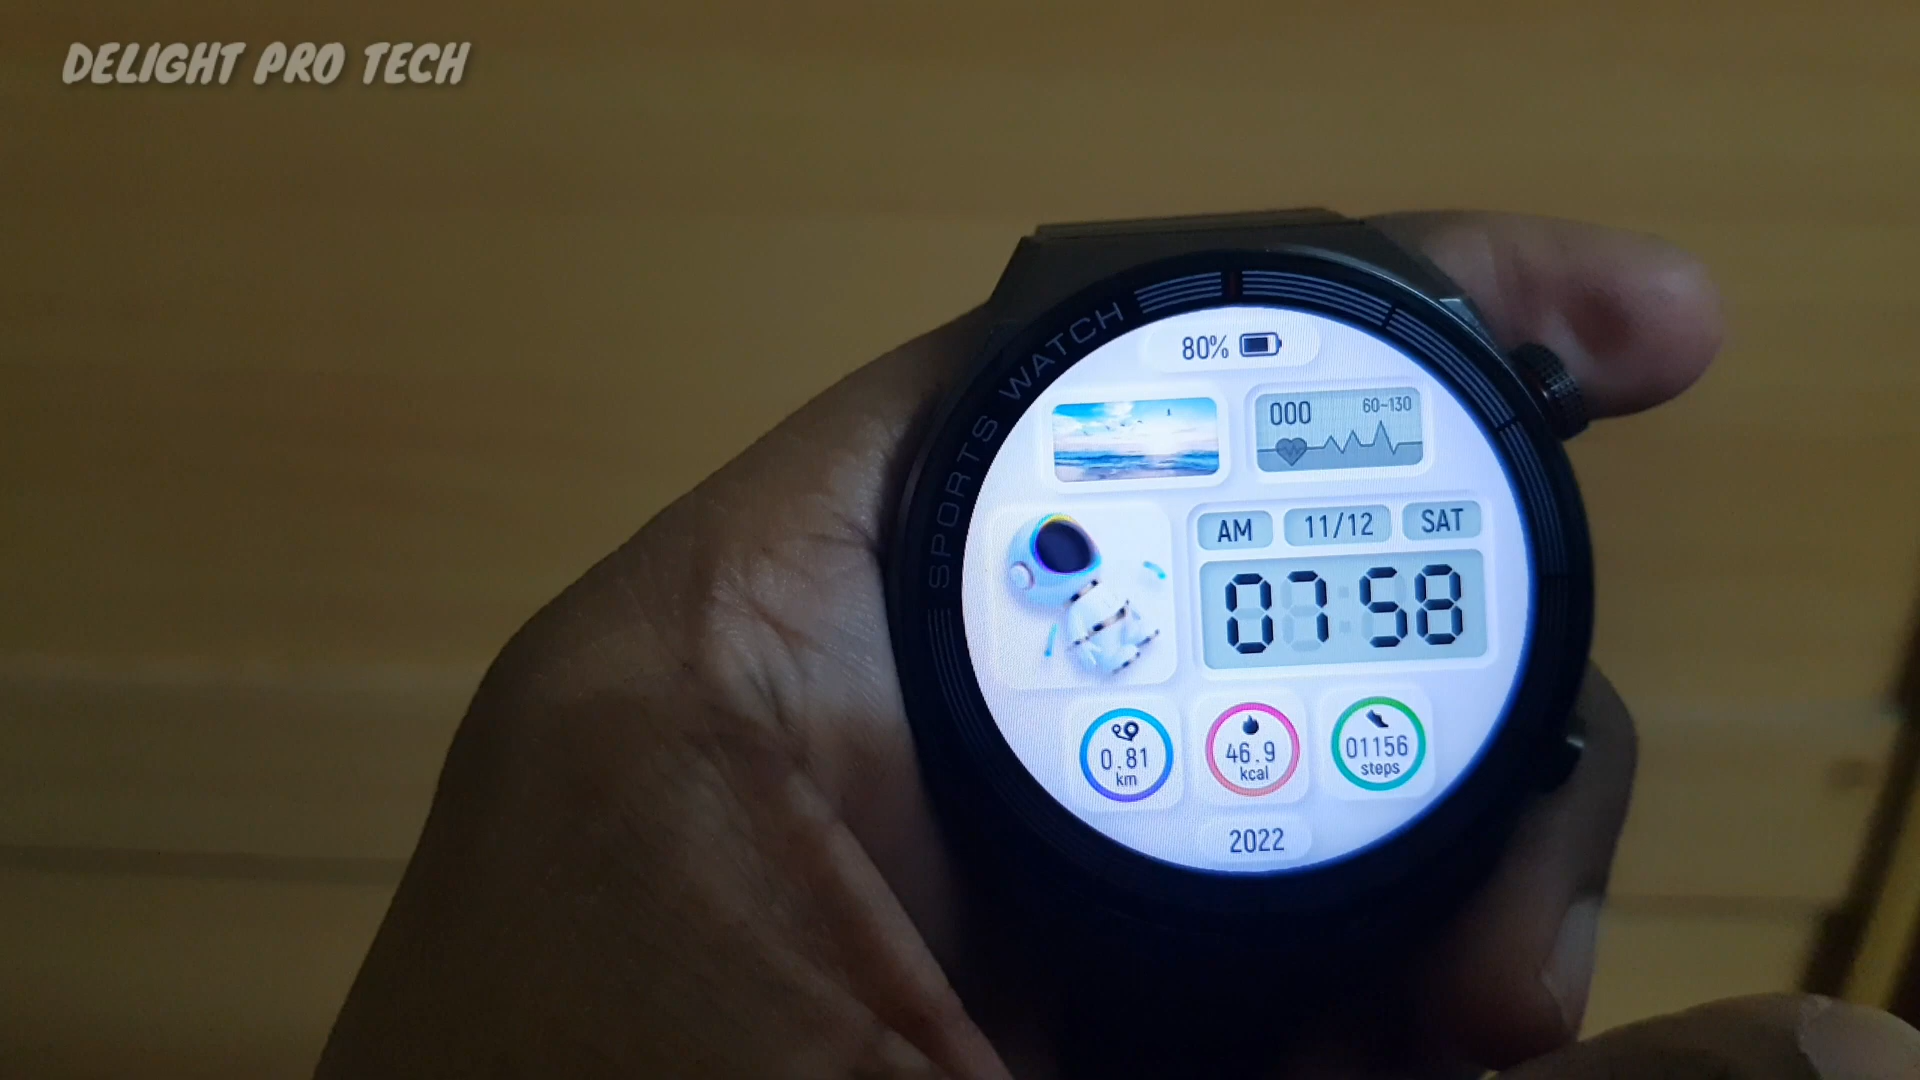 DELIGHT PRO TECH
SPORTS WATCH
80%
000 60~130
AM 11/12 SAT
07:58
0.81 km
46.9 kcal
01156 steps
2022